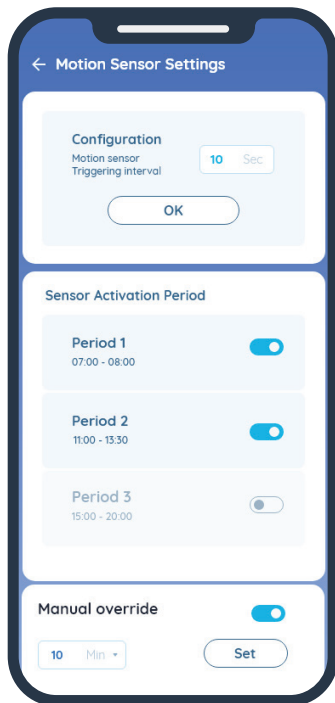 Motion Sensor Settings
Configuration
Motion sensor
Triggering interval
10 Sec
OK
Sensor Activation Period
Period 1
07:00 - 08:00
Period 2
11:00 - 13:30
Period 3
15:00 - 20:00
Manual override
10 Min
Set